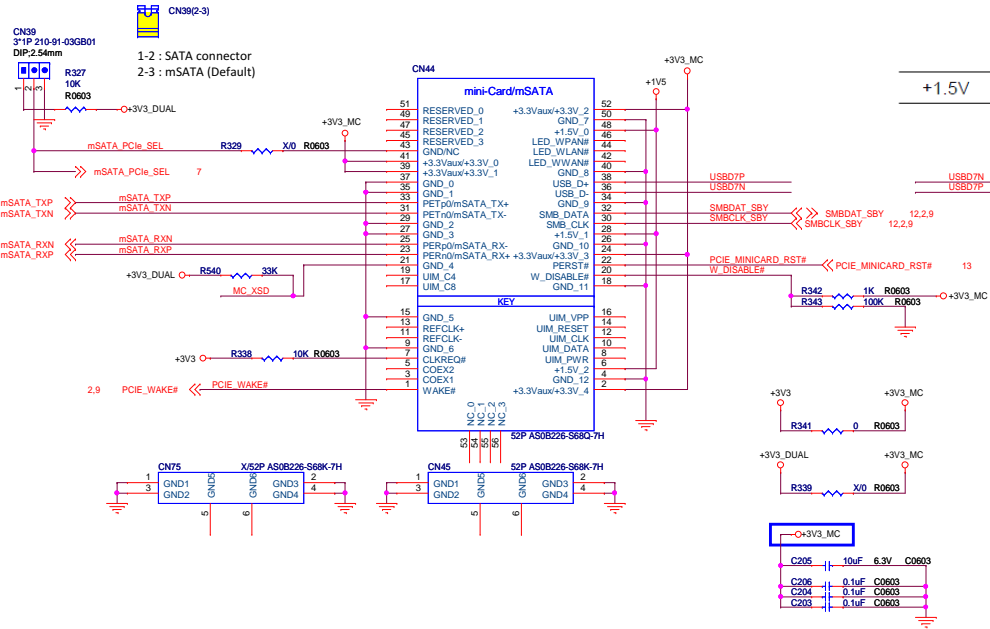 CN39(2-3)
CN39
3*1P 210-91-03GB01
DIP;2.54mm
1-2 : SATA connector
2-3 : mSATA (Default)
R327
10K
R0603
1
2
3
+3V3_DUAL
+3V3_MC
mSATA_PCIe_SEL
R329
X/0
R0603
mSATA_PCIe_SEL
7
mSATA_TXP
mSATA_TXP
mSATA_TXN
mSATA_TXN
mSATA_RXN
mSATA_RXN
mSATA_RXP
mSATA_RXP
+3V3_DUAL
R540
33K
MC_XSD
+3V3
R338
10K
R0603
2,9
PCIE_WAKE#
PCIE_WAKE#
CN44
mini-Card/mSATA
51 RESERVED_0
49 RESERVED_1
47 RESERVED_2
45 RESERVED_3
43 GND/NC
41 +3.3Vaux/+3.3V_0
39 +3.3Vaux/+3.3V_1
37 GND_0
35 GND_1
33 PETp0/mSATA_TX+
31 PETn0/mSATA_TX-
29 GND_2
27 GND_3
25 PERp0/mSATA_RX-
23 PERn0/mSATA_RX+
21 GND_4
19 UIM_C4
17 UIM_C8
+3.3Vaux/+3.3V_2 52
GND_7 50
+1.5V_0 48
LED_WPAN# 46
LED_WLAN# 44
LED_WWAN# 42
GND_8 40
USB_D+ 38
USB_D- 36
GND_9 34
SMB_DATA 32
SMB_CLK 30
+1.5V_1 28
GND_10 26
+3.3Vaux/+3.3V_3 24
PERST# 22
W_DISABLE# 20
GND_11 18
KEY
15 GND_5
13 REFCLK+
11 REFCLK-
9 GND_6
7 CLKREQ#
5 COEX2
3 COEX1
1 WAKE#
UIM_VPP 16
UIM_RESET 14
UIM_CLK 12
UIM_DATA 10
UIM_PWR 8
+1.5V_2 6
GND_12 4
+3.3Vaux/+3.3V_4 2
NC_0
NC_1
NC_2
NC_3
53
54
55
56
52P AS0B226-S68Q-7H
+3V3_MC
+1V5
+1.5V
USBD7P
USBD7N
USBD7N
USBD7P
SMBDAT_SBY
SMBDAT_SBY
12,2,9
SMBCLK_SBY
SMBCLK_SBY
12,2,9
PCIE_MINICARD_RST#
PCIE_MINICARD_RST#
13
W_DISABLE#
R342
1K
R0603
R343
100K
R0603
+3V3_MC
+3V3
+3V3_MC
R341
0
R0603
+3V3_DUAL
+3V3_MC
R339
X/0
R0603
CN75
X/52P AS0B226-S68K-7H
1 GND1
3 GND2
GND5
GND6
GND3 2
GND4 4
5
6
CN45
52P AS0B226-S68K-7H
1 GND1
3 GND2
GND5
GND6
GND3 2
GND4 4
5
6
+3V3_MC
C205 10uF 6.3V C0603
C206 0.1uF C0603
C204 0.1uF C0603
C203 0.1uF C0603